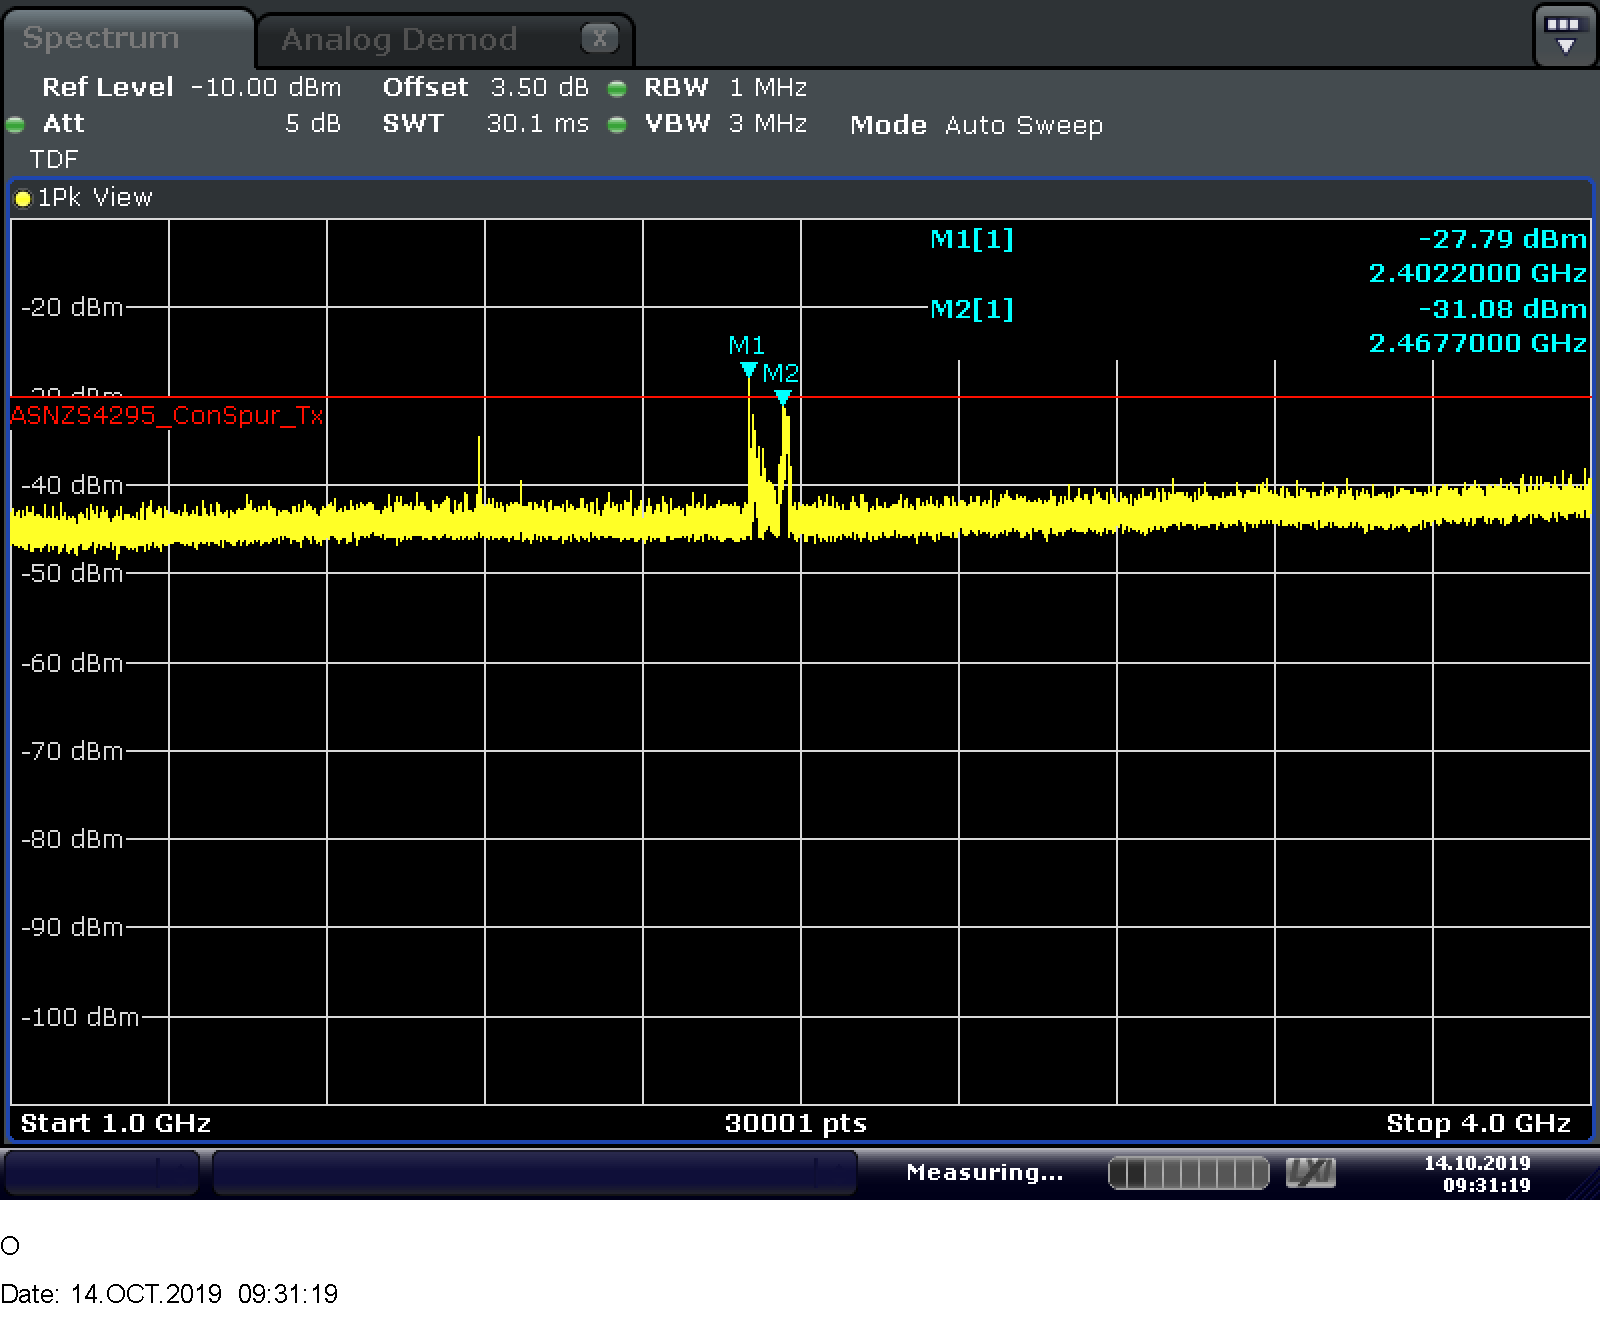 Spectrum
Analog Demod X
Ref Level -10.00 dBm Offset 3.50 dB RBW 1 MHz
Att 5 dB SWT 30.1 ms VBW 3 MHz Mode Auto Sweep
TDF
1Pk View
M1[1] -27.79 dBm
2.4022000 GHz
-20 dBm
M2[1] -31.08 dBm
2.4677000 GHz
M1
M2
ASNZS4295_ConSpur_Tx
-40 dBm
-50 dBm
-60 dBm
-70 dBm
-80 dBm
-90 dBm
-100 dBm
Start 1.0 GHz 30001 pts Stop 4.0 GHz
Measuring... LXI 14.10.2019
09:31:19
O
Date: 14.OCT.2019 09:31:19